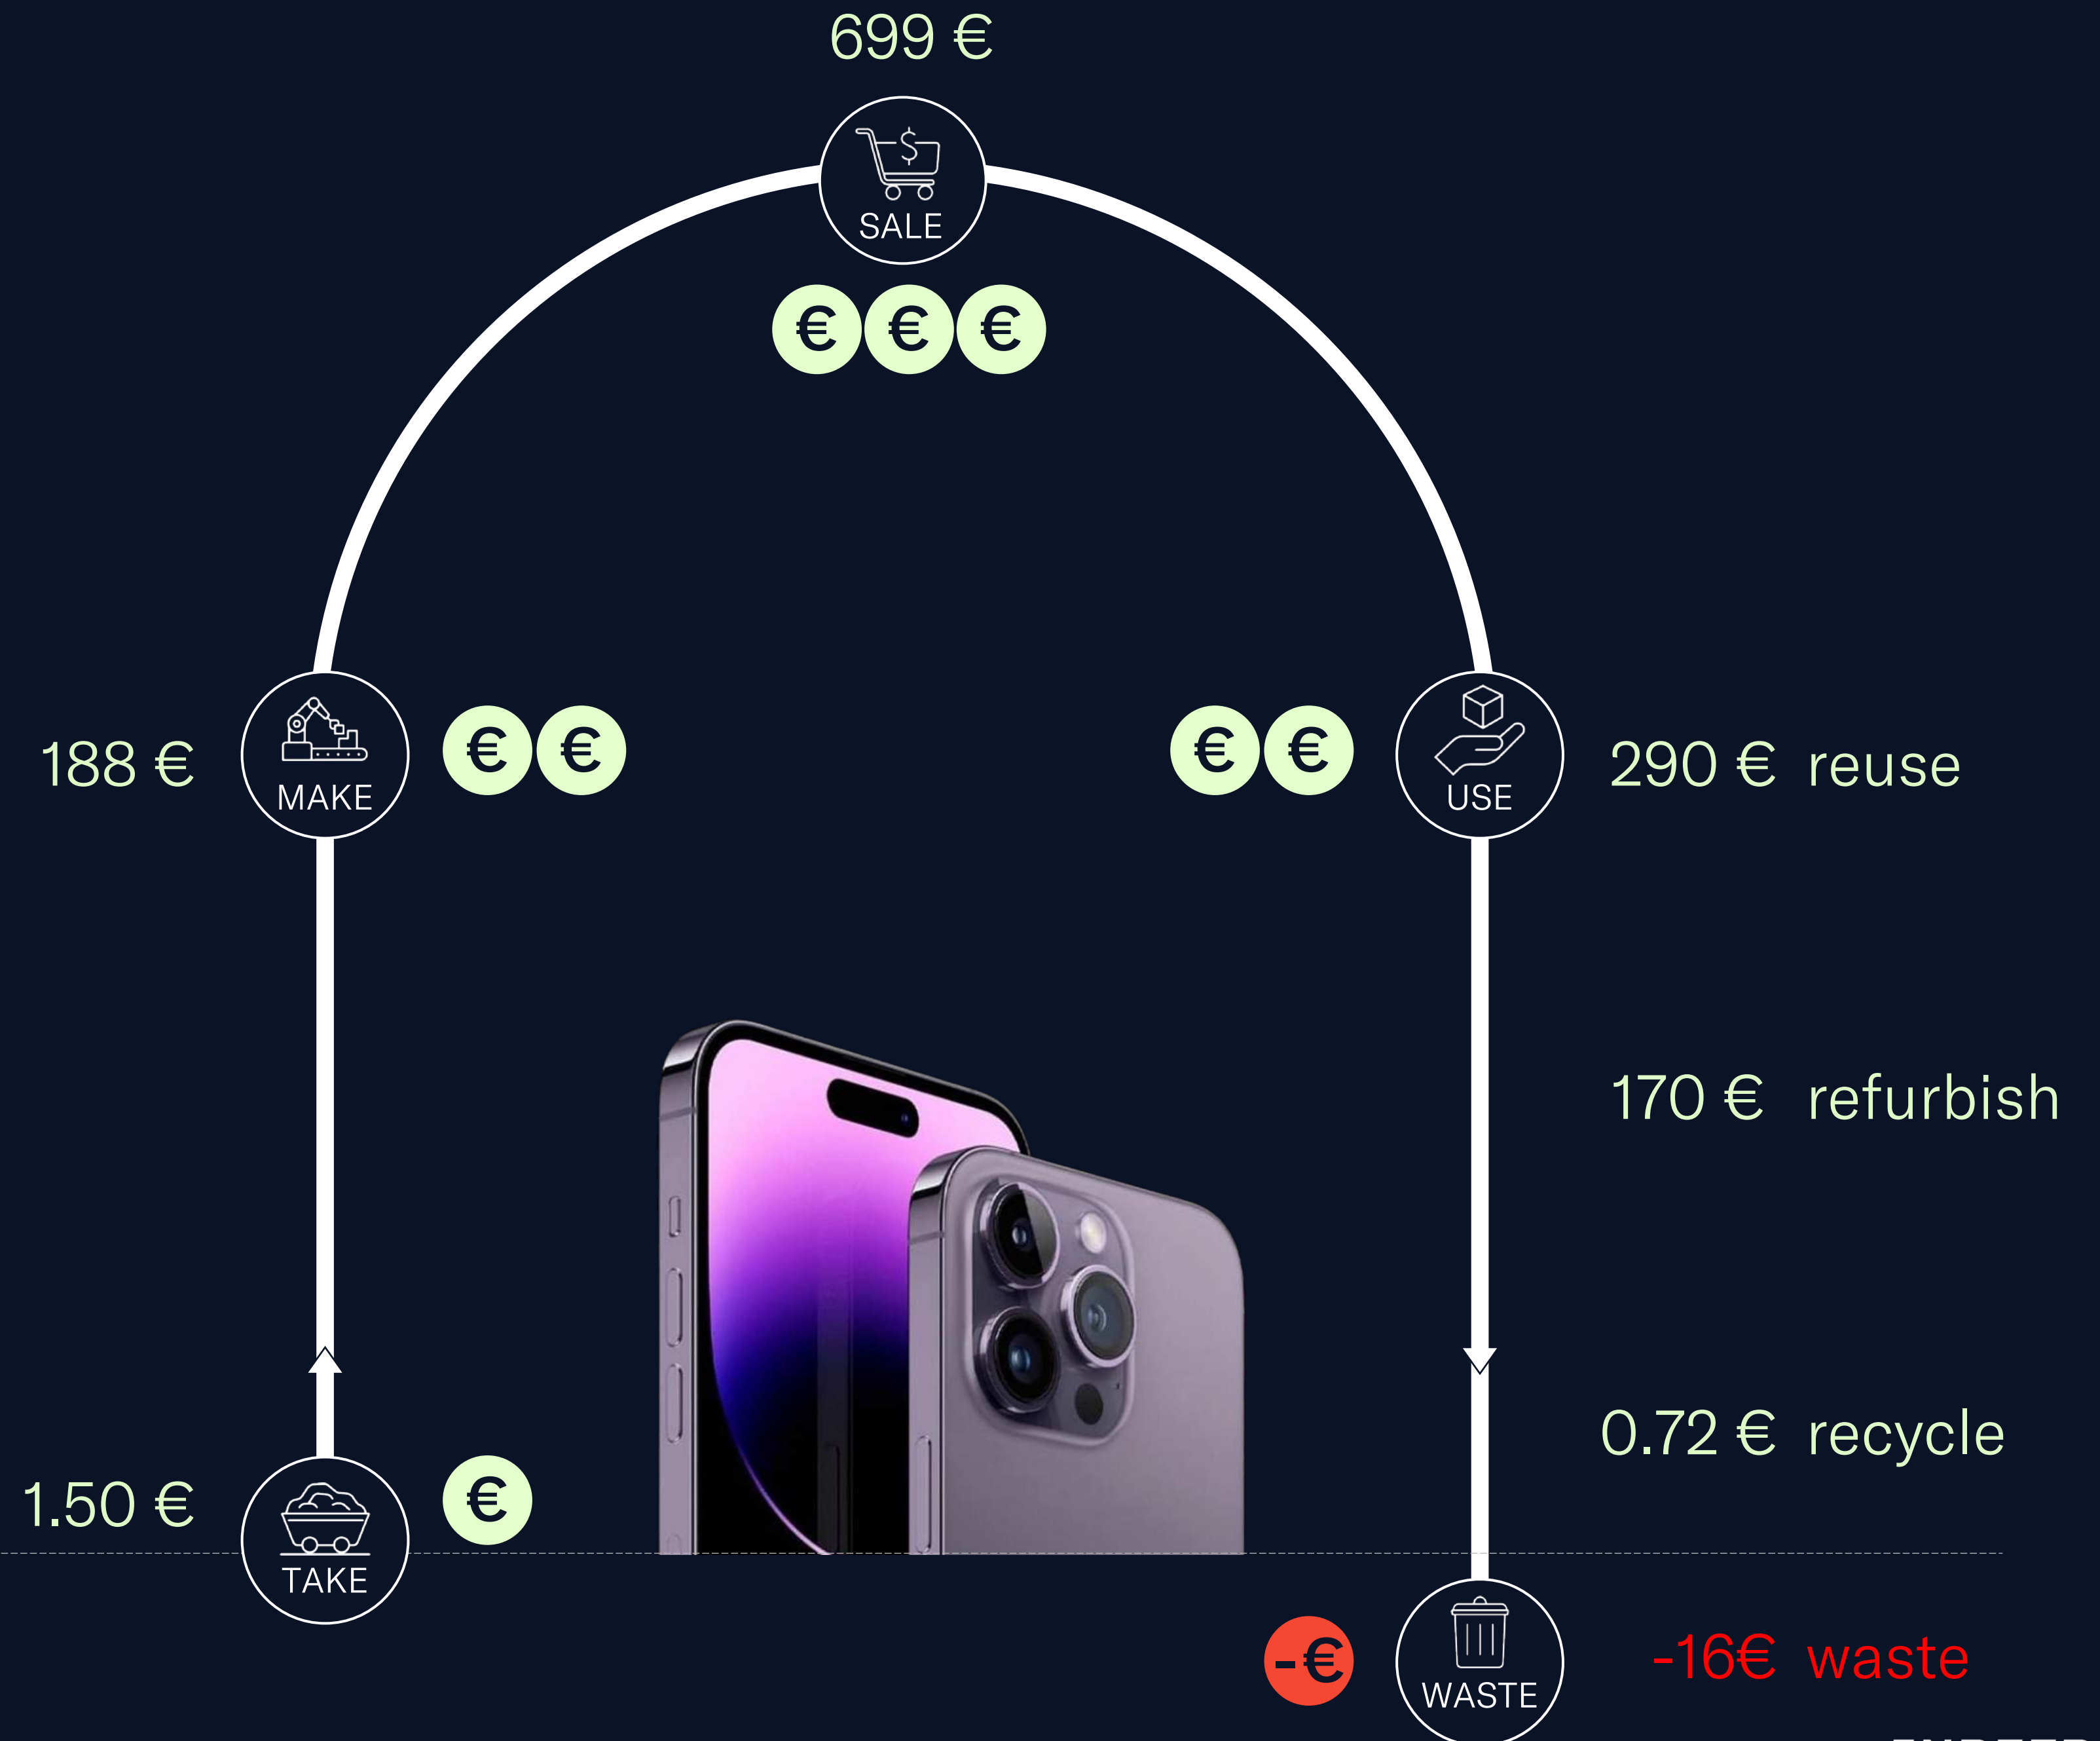 699 €
$
SALE
€ € €
188 €
MAKE
€ €
€ €
USE
290 € reuse
170 € refurbish
0.72 € recycle
1.50 €
TAKE
€
-€
WASTE
-16€ waste